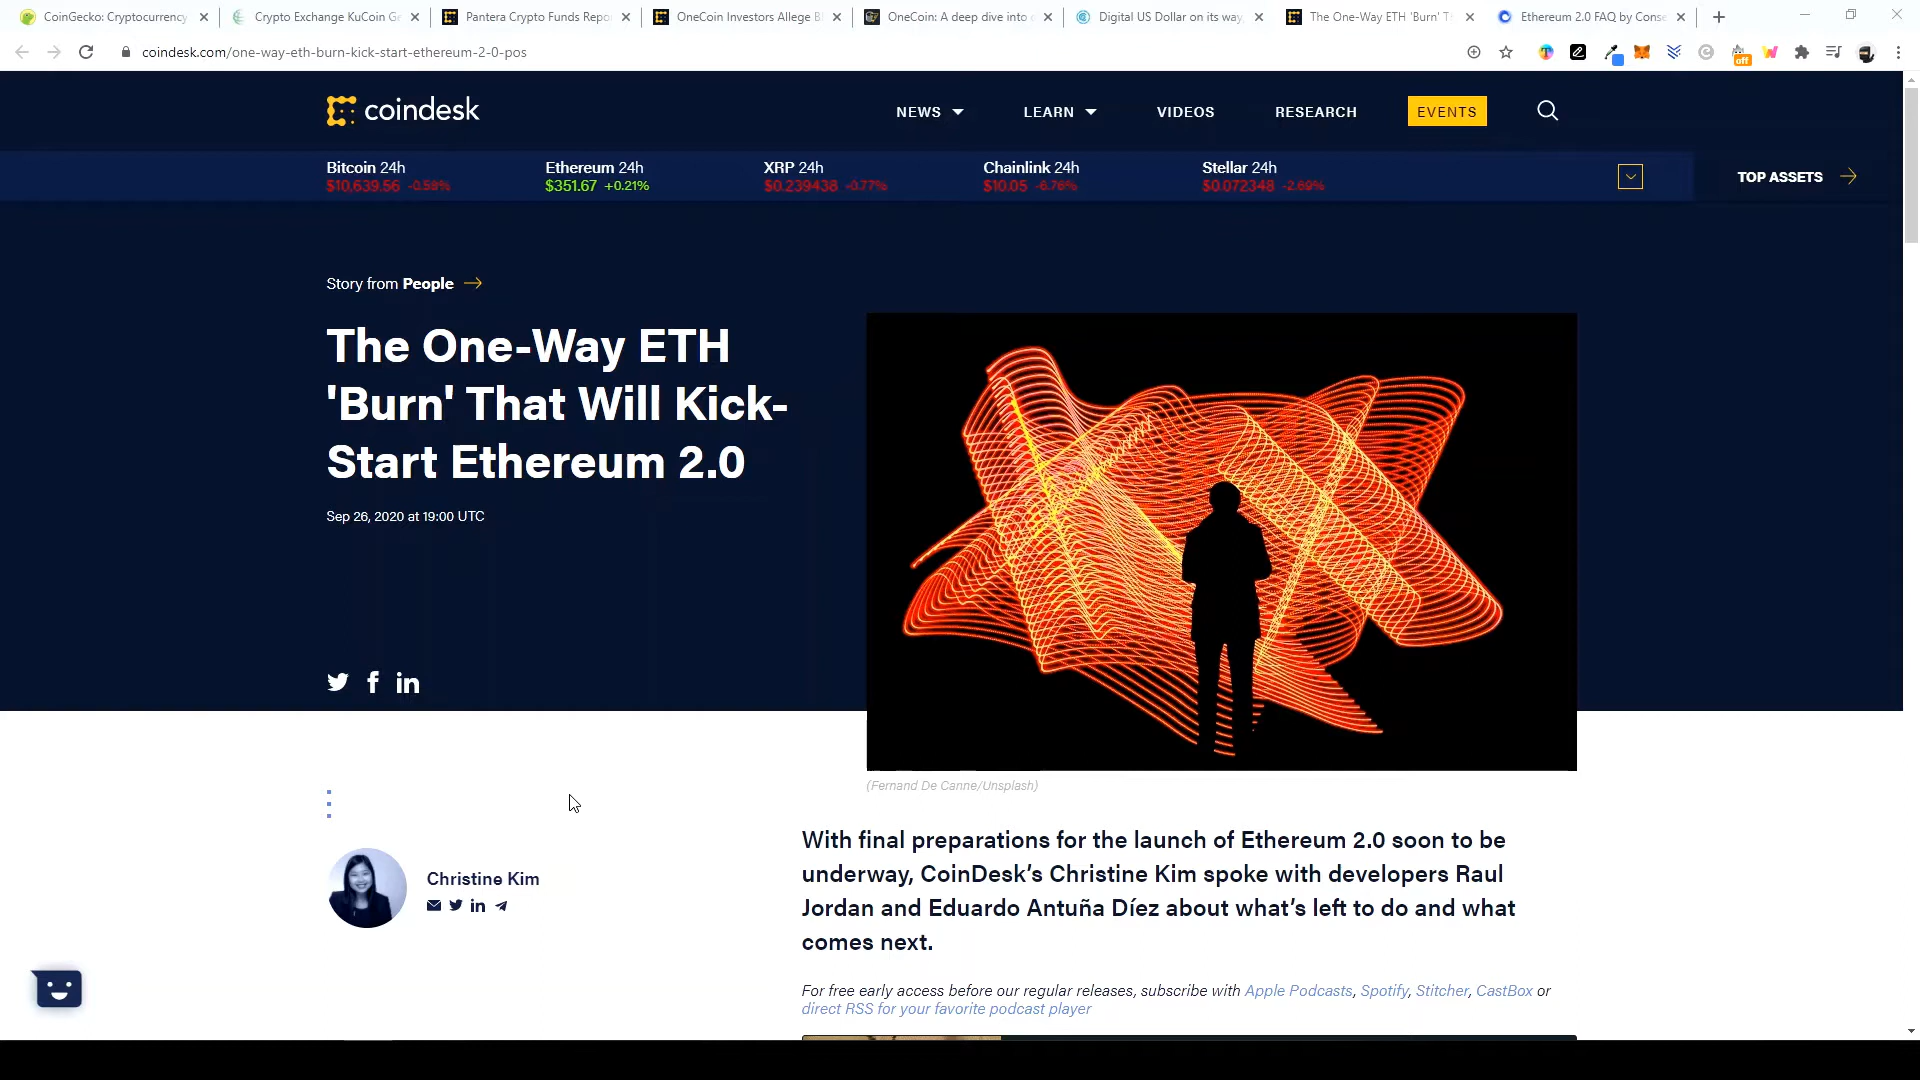 CoinGecko: Cryptocurrency
Crypto Exchange KuCoin Ge
Pantera Crypto Funds Repo
OneCoin Investors Allege B
OneCoin: A deep dive into
Digital US Dollar on its way
The One-Way ETH 'Burn' T
Ethereum 2.0 FAQ by Conse
coindesk.com/one-way-eth-burn-kick-start-ethereum-2-0-pos
off
coindesk
NEWS
LEARN
VIDEOS
RESEARCH
EVENTS
Bitcoin 24h
$10,639.56 -0.59%
Ethereum 24h
$351.67 +0.21%
XRP 24h
$0.239438 -0.77%
Chainlink 24h
$10.05 -6.76%
Stellar 24h
$0.072348 -2.69%
TOP ASSETS
Story from People
The One-Way ETH
'Burn' That Will Kick-
Start Ethereum 2.0
Sep 26, 2020 at 19:00 UTC
(Fernand De Canne/Unsplash)
Christine Kim
With final preparations for the launch of Ethereum 2.0 soon to be
underway, CoinDesk's Christine Kim spoke with developers Raul
Jordan and Eduardo Antuña Díez about what's left to do and what
comes next.
For free early access before our regular releases, subscribe with Apple Podcasts, Spotify, Stitcher, CastBox or
direct RSS for your favorite podcast player